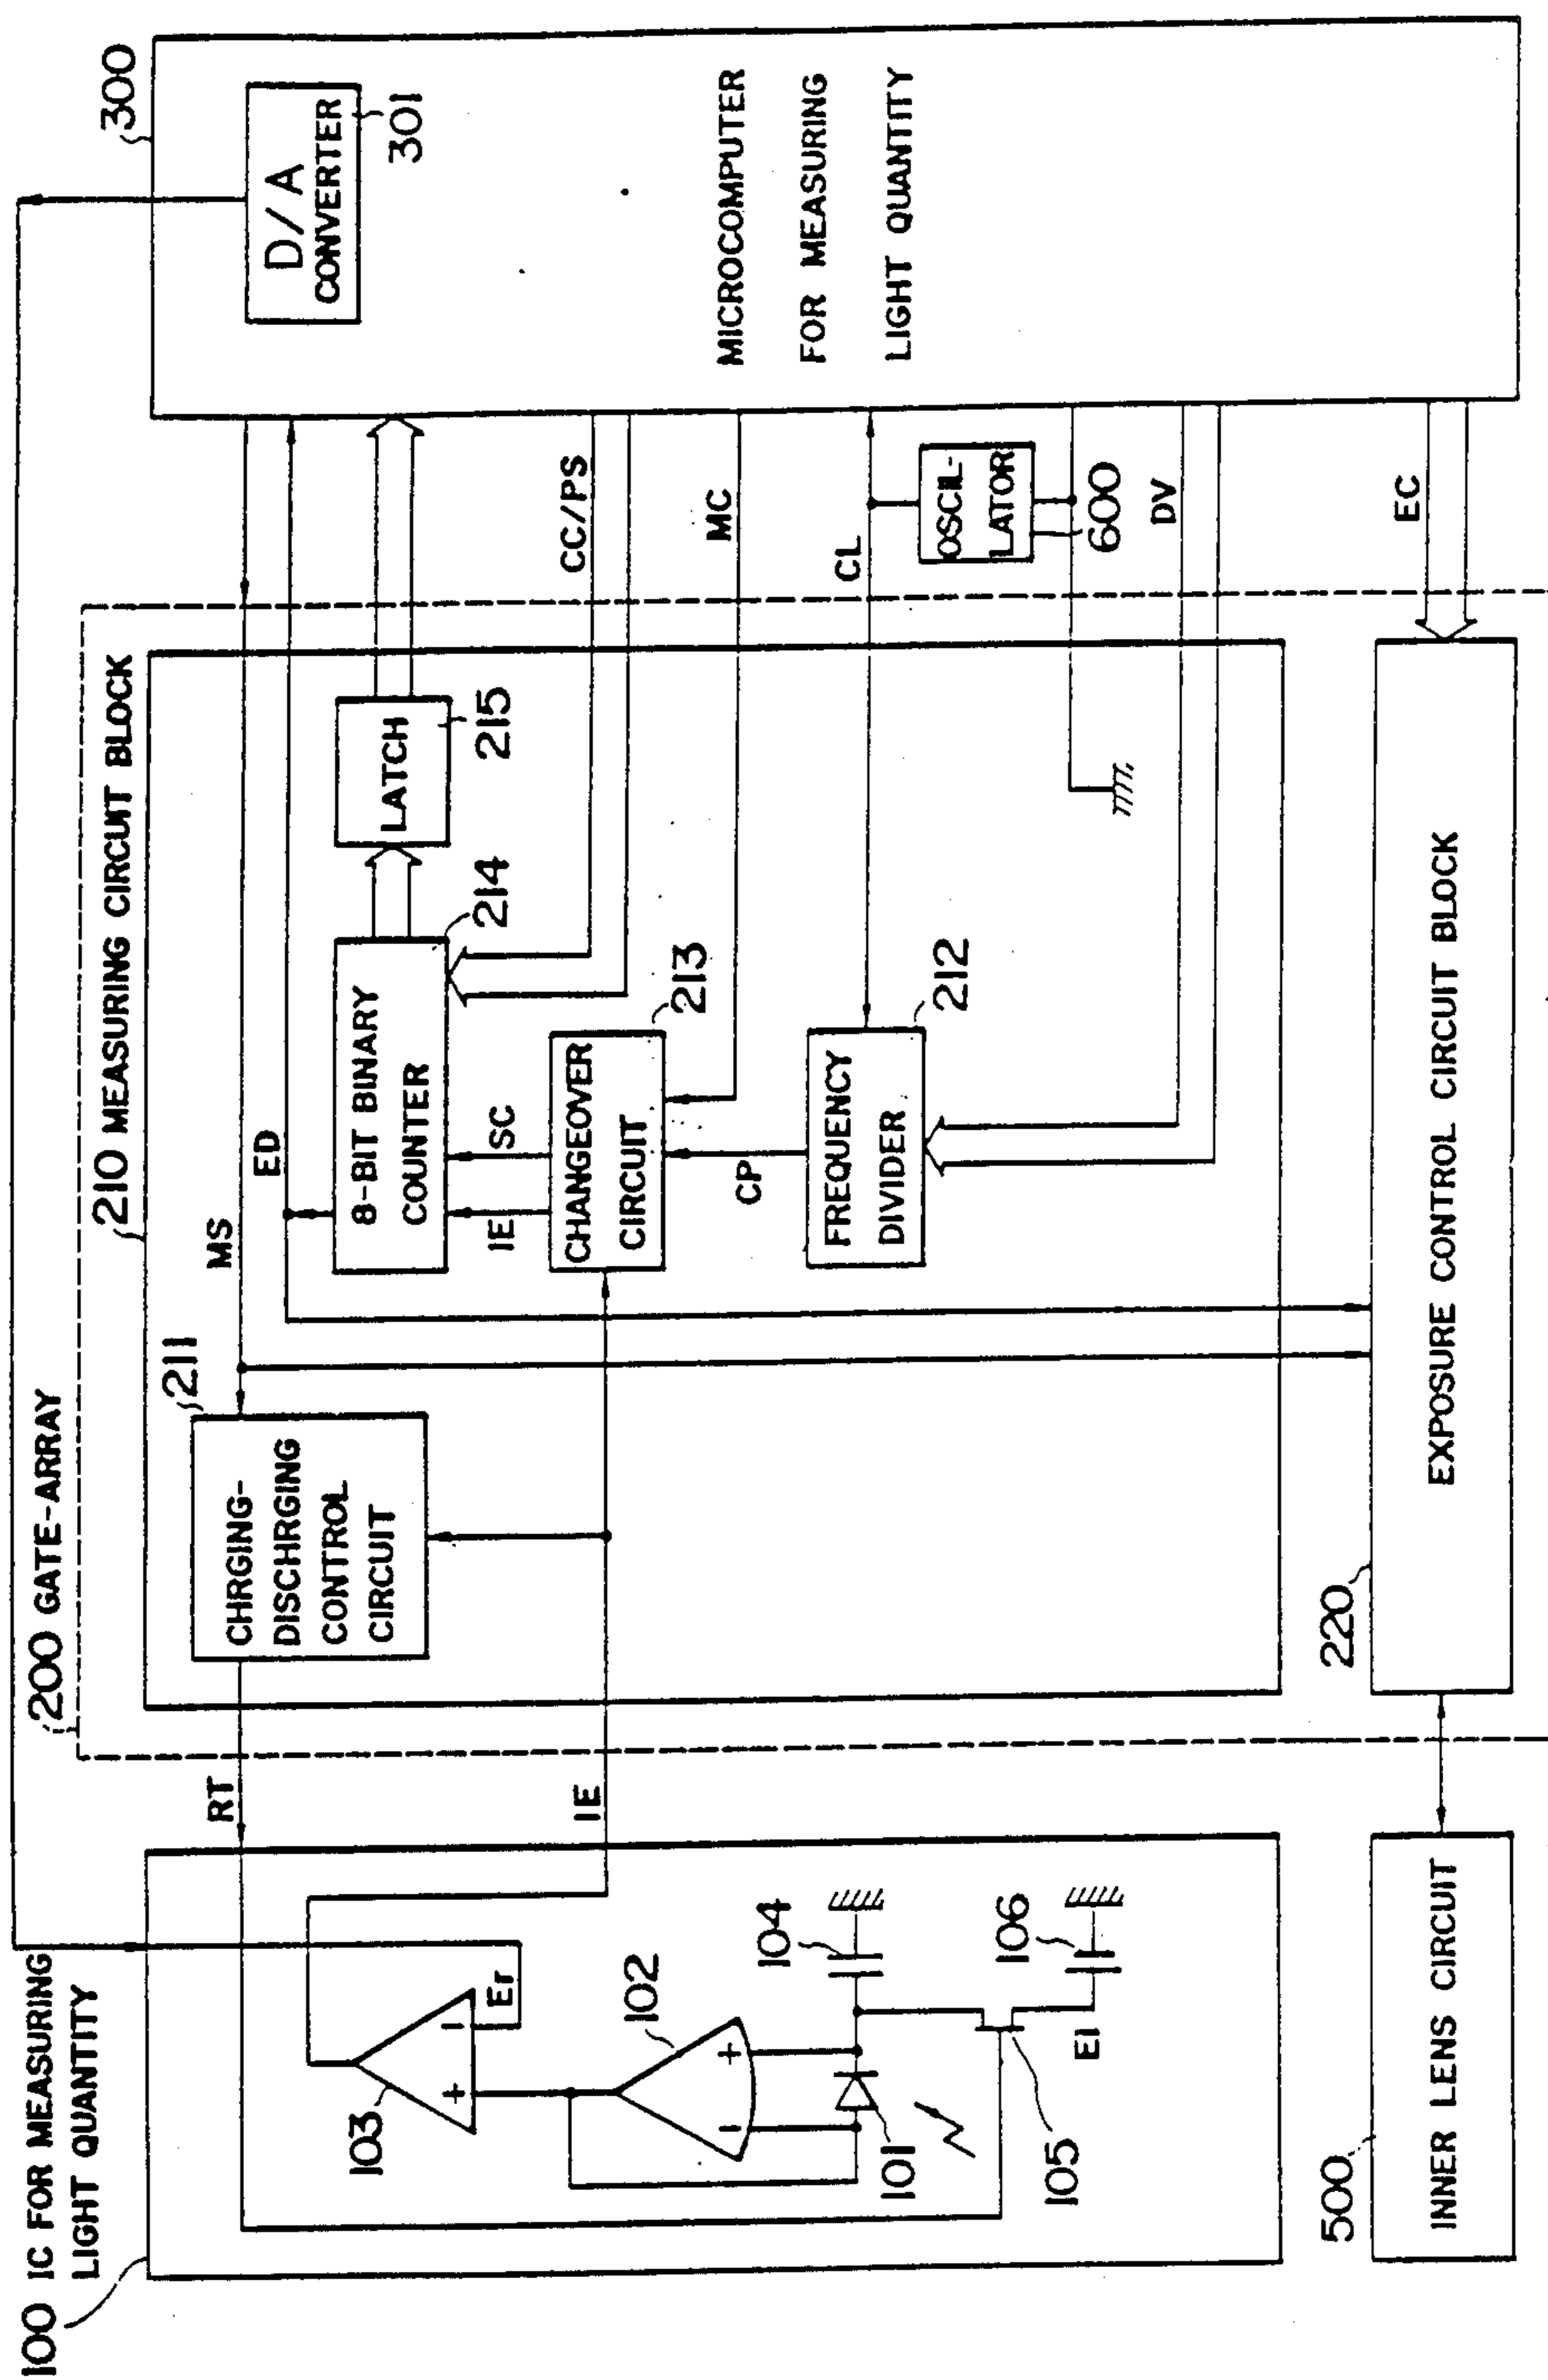 100 IC FOR MEASURING
LIGHT QUANTITY
200 GATE-ARRAY
210 MEASURING CIRCUIT BLOCK
300
D/A
CONVERTER
301
MICROCOMPUTER
FOR MEASURING
LIGHT QUANTITY
RT
211
CHRGING-
DISCHRGING
CONTROL
CIRCUIT
MS
ED
8-BIT BINARY
COUNTER
214
LATCH
215
CC/PS
IE
SC
CHANGEOVER
CIRCUIT
213
MC
IE
CP
FREQUENCY
DIVIDER
212
CL
OSCIL-
LATOR
600
DV
EC
103
+
−
Er
102
−
+
101
104
105
106
E1
500
INNER LENS CIRCUIT
220
EXPOSURE CONTROL CIRCUIT BLOCK